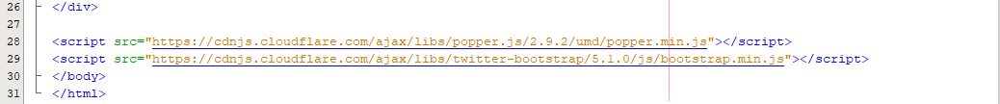 26 </div>
27
28 <script src="https://cdnjs.cloudflare.com/ajax/libs/popper.js/2.9.2/umd/popper.min.js"></script>
29 <script src="https://cdnjs.cloudflare.com/ajax/libs/twitter-bootstrap/5.1.0/js/bootstrap.min.js"></script>
30 </body>
31 </html>